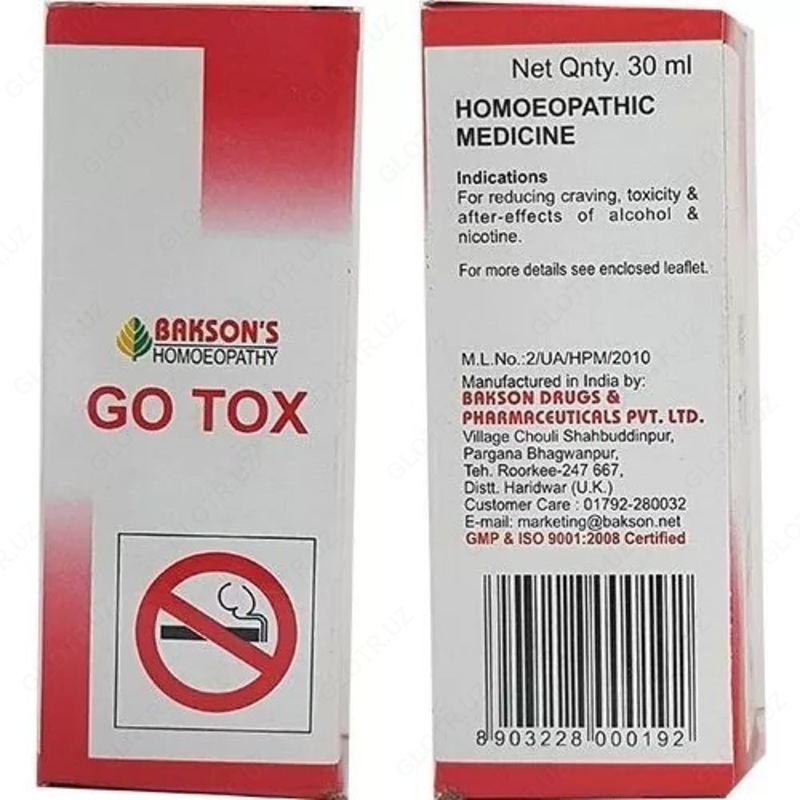 BAKSON'S
HOMOEOPATHY
GO TOX
Net Qnty. 30 ml
HOMOEOPATHIC
MEDICINE
Indications
For reducing craving, toxicity &
after-effects of alcohol &
nicotine.
For more details see enclosed leaflet.
M.L.No.:2/UA/HPM/2010
Manufactured in India by:
BAKSON DRUGS &
PHARMACEUTICALS PVT. LTD.
Village Chouli Shahbuddinpur,
Pargana Bhagwanpur,
Teh. Roorkee-247 667,
Distt. Haridwar (U.K.)
Customer Care : 01792-280032
E-mail: marketing@bakson.net
GMP & ISO 9001:2008 Certified
8 903228 000192
GLOTR.UZ